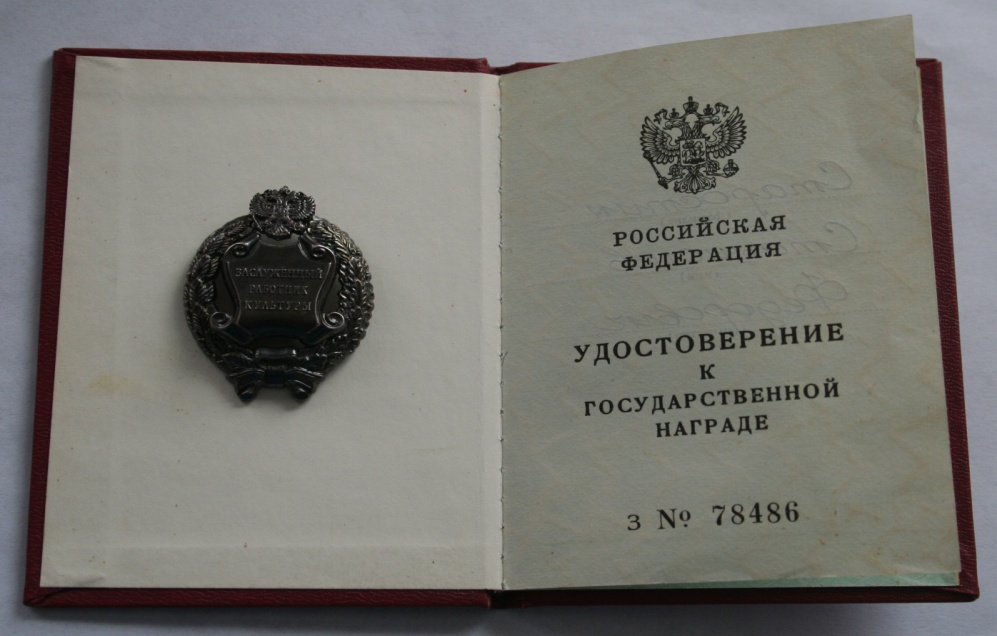 ЗАСЛУЖЕННЫЙ
РАБОТНИК
КУЛЬТУРЫ
РОССИЙСКАЯ
ФЕДЕРАЦИЯ
УДОСТОВЕРЕНИЕ
К
ГОСУДАРСТВЕННОЙ
НАГРАДЕ
З № 78486